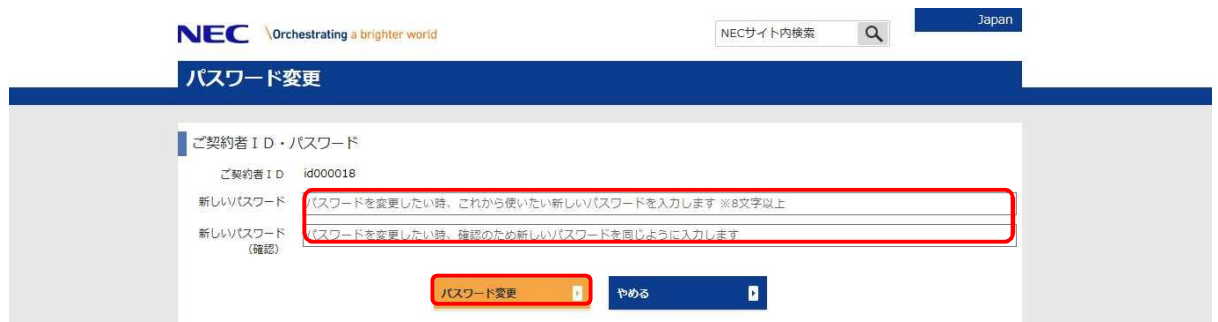 NEC \Orchestrating a brighter world
NECサイト内検索
Japan
パスワード変更
ご契約者ＩＤ・パスワード
ご契約者ＩＤ id000018
新しいパスワード パスワードを変更したい時、これから使いたい新しいパスワードを入力します ※8文字以上
新しいパスワード パスワードを変更したい時、確認のため新しいパスワードを同じように入力します
（確認）
パスワード変更
やめる